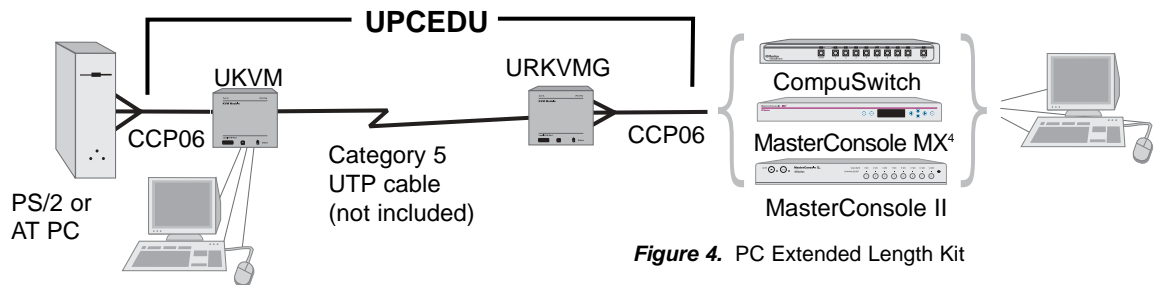 UPCEDU
UKVM
URKVMG
CompuSwitch
CCP06
CCP06
MasterConsole MX⁴
Category 5
UTP cable
(not included)
PS/2 or
AT PC
MasterConsole II
Figure 4. PC Extended Length Kit